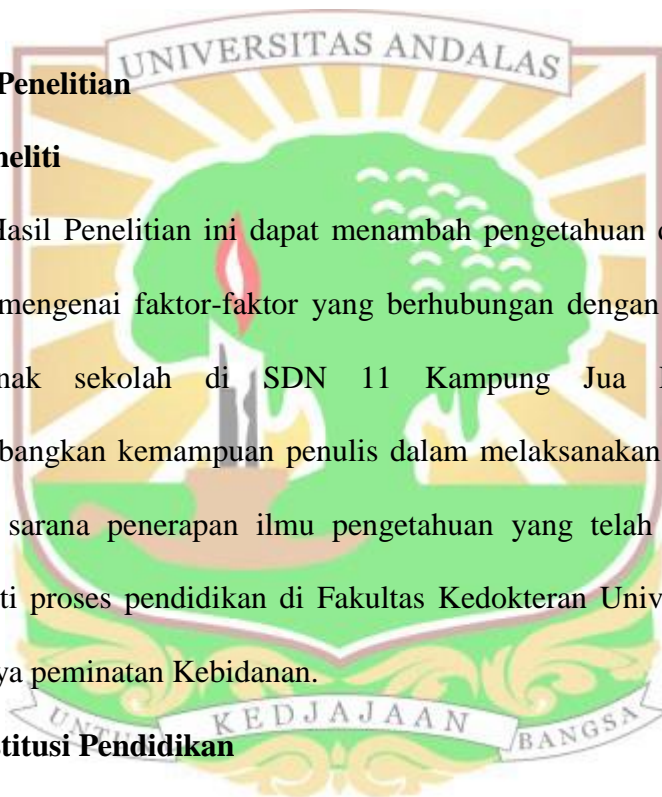 UNIVERSITAS ANDALAS
Penelitian
neliti
Hasil Penelitian ini dapat menambah pengetahuan
mengenai faktor-faktor yang berhubungan dengan
nak sekolah di SDN 11 Kampung Jua
bangkan kemampuan penulis dalam melaksanakan
sarana penerapan ilmu pengetahuan yang telah
ti proses pendidikan di Fakultas Kedokteran Univ
ya peminatan Kebidanan.
UNTUK KEDJAJAAN BANGSA
stitusi Pendidikan